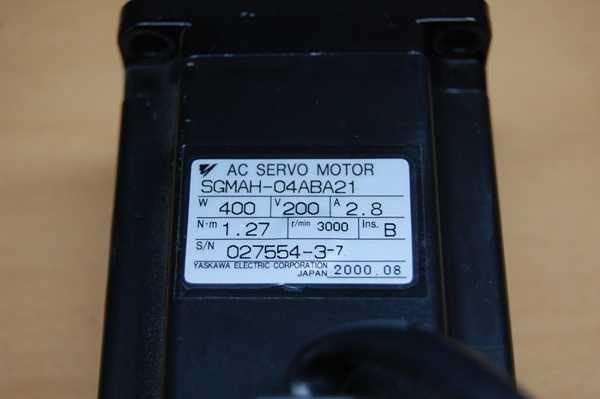 AC SERVO MOTOR
SGMAH-04ABA21
W 400 V 200 A 2.8
N·m 1.27 r/min 3000 Ins. B
S/N 027554-3-7
YASKAWA ELECTRIC CORPORATION
JAPAN 2000.08